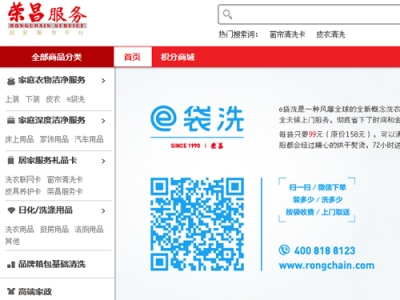 荣昌服务
RONGCHAIN·SERVICE
居家服务平台
热门搜索词： 窗帘清洗卡 皮衣清洗
全部商品分类
首页
积分商城
家庭衣物洁净服务
上装 下装 皮衣 e袋洗
家庭深度洁净服务
床上用品 家饰用品 汽车用品
居家服务礼品卡
洗衣联网卡 窗帘清洗卡
皮具养护卡 荣昌服务卡
日化/洗涤用品
洗衣用品 厨房用品 洁厕用品
其他
品牌箱包基础清洗
高端家政
e袋洗
SINCE 1990 荣昌
e袋洗是一种风靡全球的全新概念洗衣
全天候上门服务，彻底省下了时间和金
每袋只要99元（原价158元），可以清
服都会经过精心的烘干熨烫，72小时送
扫一扫 / 微信下单
装多少 / 洗多少
按袋收费 / 上门取送
400 818 8123
www.rongchain.com